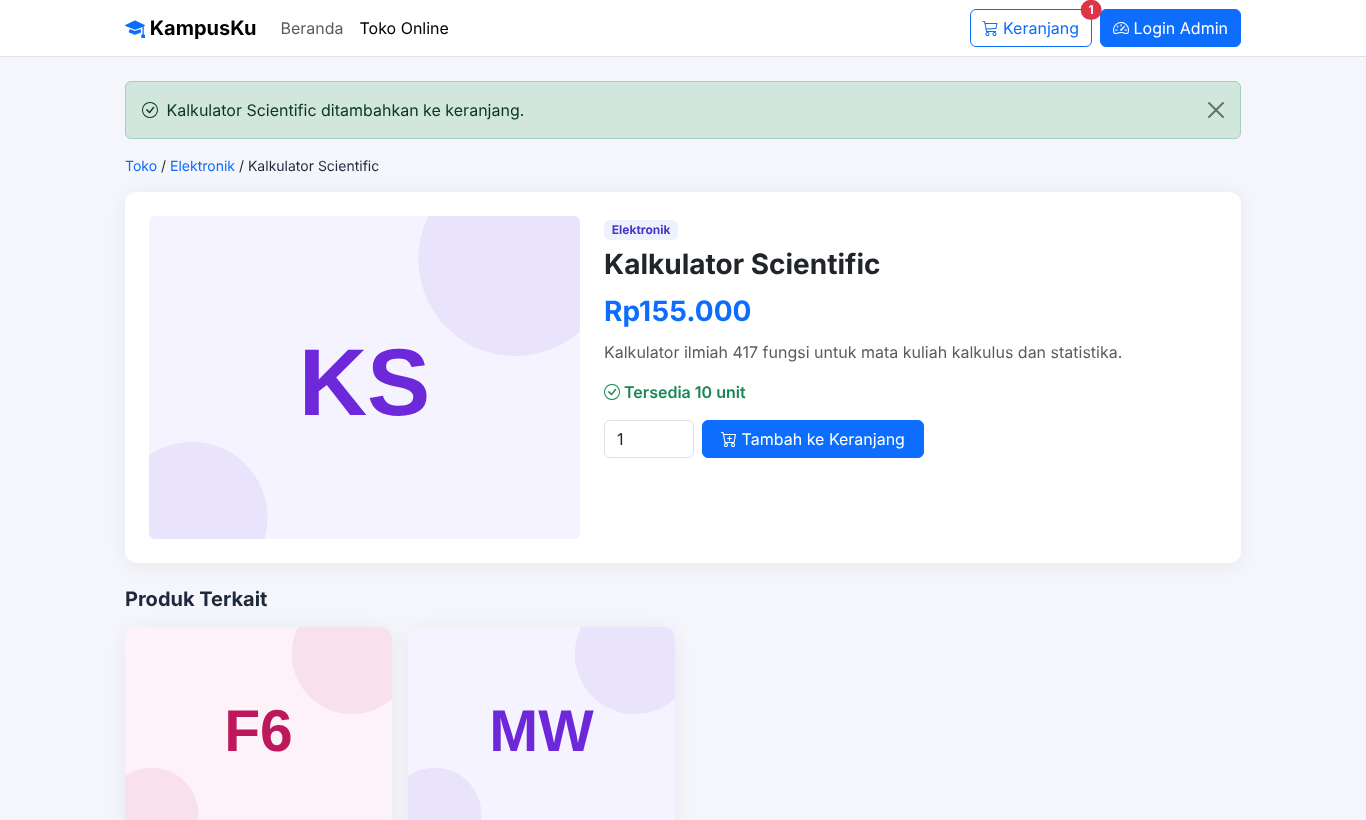 KampusKu Beranda Toko Online Keranjang 1 Login Admin
Kalkulator Scientific ditambahkan ke keranjang.
Toko / Elektronik / Kalkulator Scientific
KS
Elektronik
Kalkulator Scientific
Rp155.000
Kalkulator ilmiah 417 fungsi untuk mata kuliah kalkulus dan statistika.
Tersedia 10 unit
1 Tambah ke Keranjang
Produk Terkait
F6 MW